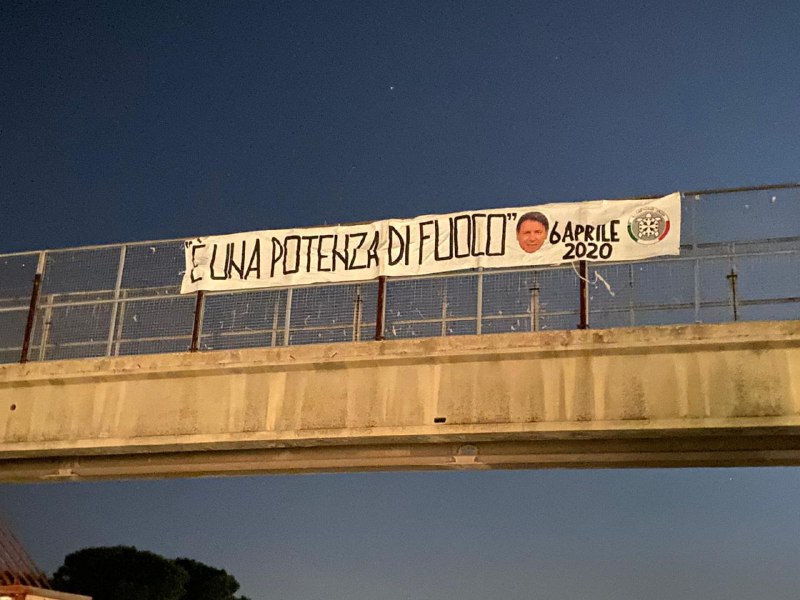 "È UNA POTENZA DI FUOCO" 6 APRILE
2020